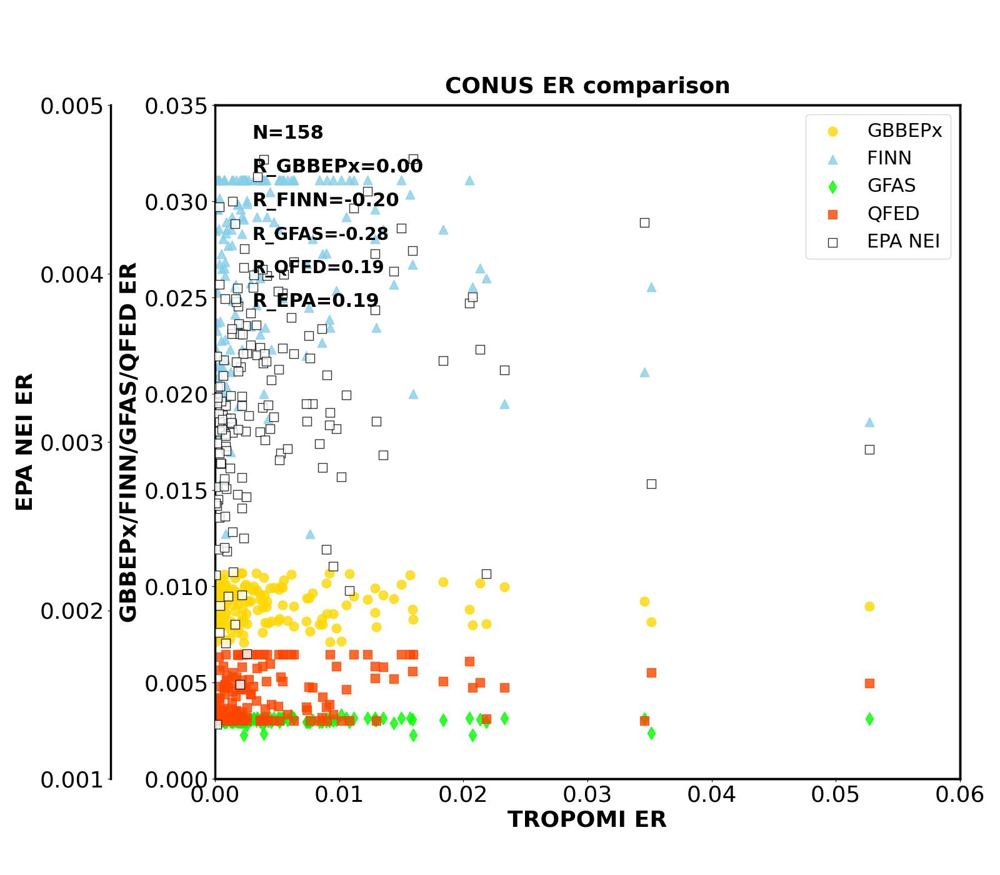 CONUS ER comparison
N=158
R_GBBEPx=0.00
R_FINN=-0.20
R_GFAS=-0.28
R_QFED=0.19
R_EPA=0.19
GBBEPx
FINN
GFAS
QFED
EPA NEI
EPA NEI ER
0.005
0.004
0.003
0.002
0.001
GBBEPx/FINN/GFAS/QFED ER
0.035
0.030
0.025
0.020
0.015
0.010
0.005
0.000
0.00 0.01 0.02 0.03 0.04 0.05 0.06
TROPOMI ER